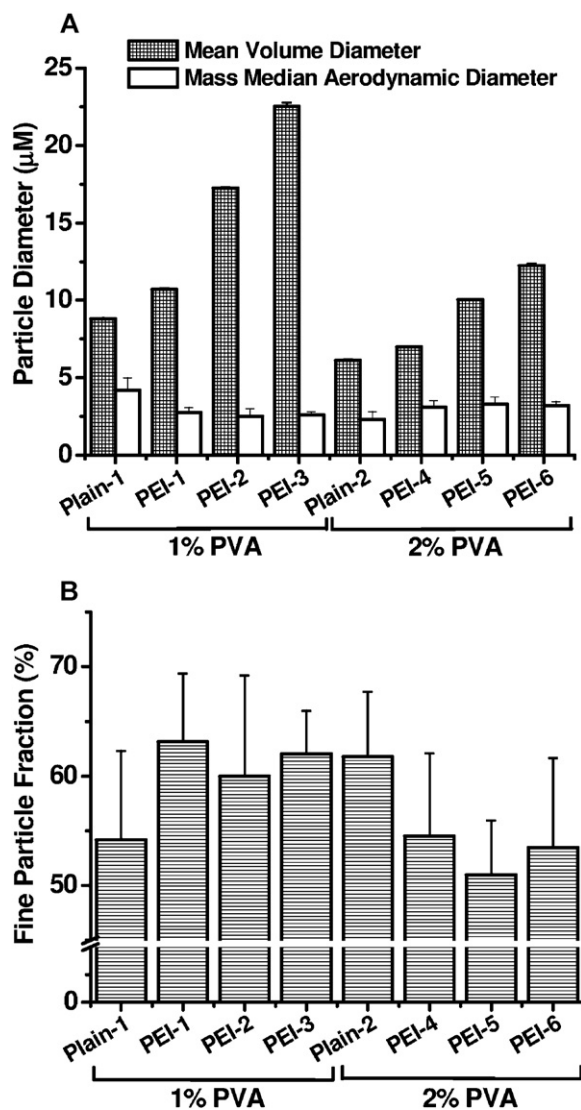 A
Mean Volume Diameter
Mass Median Aerodynamic Diameter
Particle Diameter (µM)
25
20
15
10
5
0
Plain-1 PEI-1 PEI-2 PEI-3 Plain-2 PEI-4 PEI-5 PEI-6
1% PVA 2% PVA
B
Fine Particle Fraction (%)
70
60
50
0
Plain-1 PEI-1 PEI-2 PEI-3 Plain-2 PEI-4 PEI-5 PEI-6
1% PVA 2% PVA